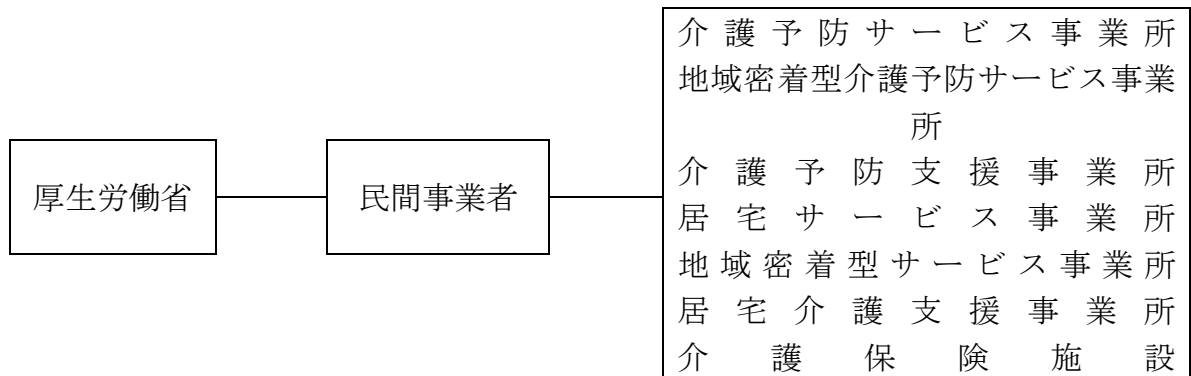 厚生労働省
民間事業者
介護予防サービス事業所
地域密着型介護予防サービス事業
所
介護予防支援事業所
居宅サービス事業所
地域密着型サービス事業所
居宅介護支援事業所
介護保険施設